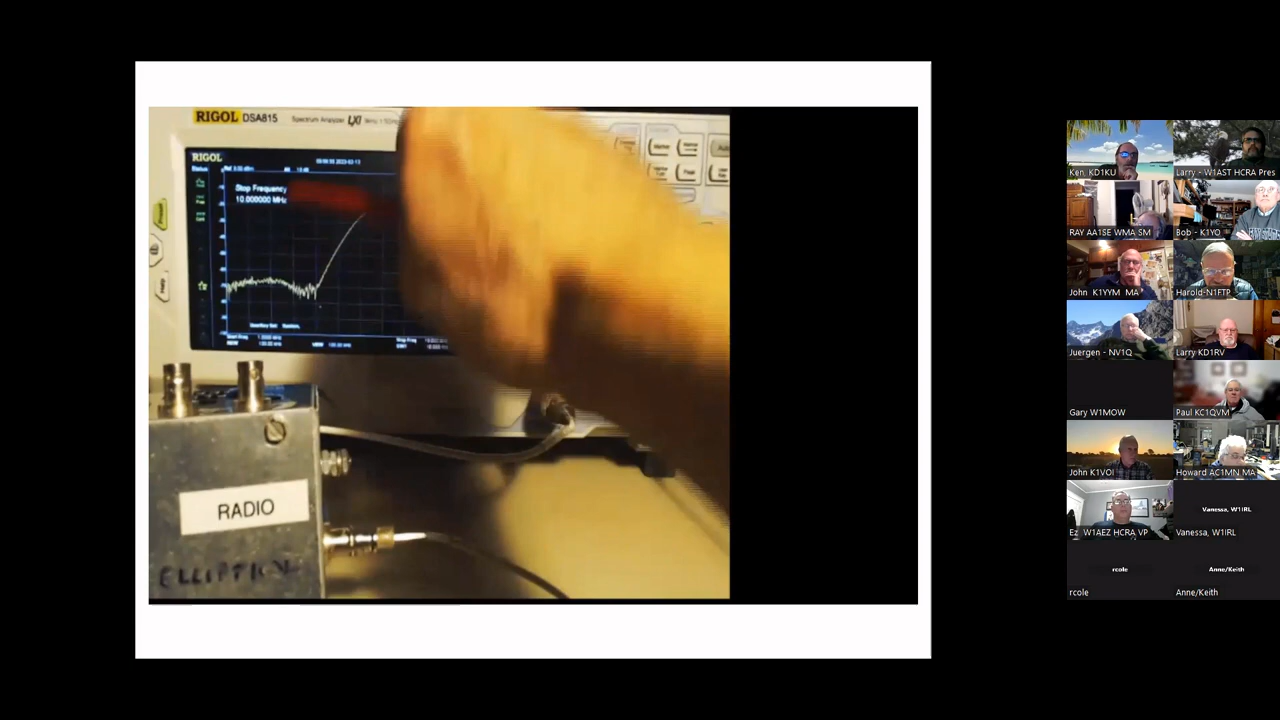 RIGOL DSA815 Spectrum Analyzer LXI
RIGOL
Stop Frequency
10.000000 MHz
RADIO
ELLIPTICAL
Ken KD1KU
Larry - W1AST HCRA Pres
RAY AA1SE WMA SM
Bob - K1YO
John K1YYM MA
Harold-N1FTP
Juergen - NV1Q
Larry KD1RV
Gary W1MOW
Paul KC1QVM
John K1VOI
Howard AC1MN MA
Ez W1AEZ HCRA VP
Vanessa, W1IRL
Vanessa, W1IRL
rcole
rcole
Anne/Keith
Anne/Keith